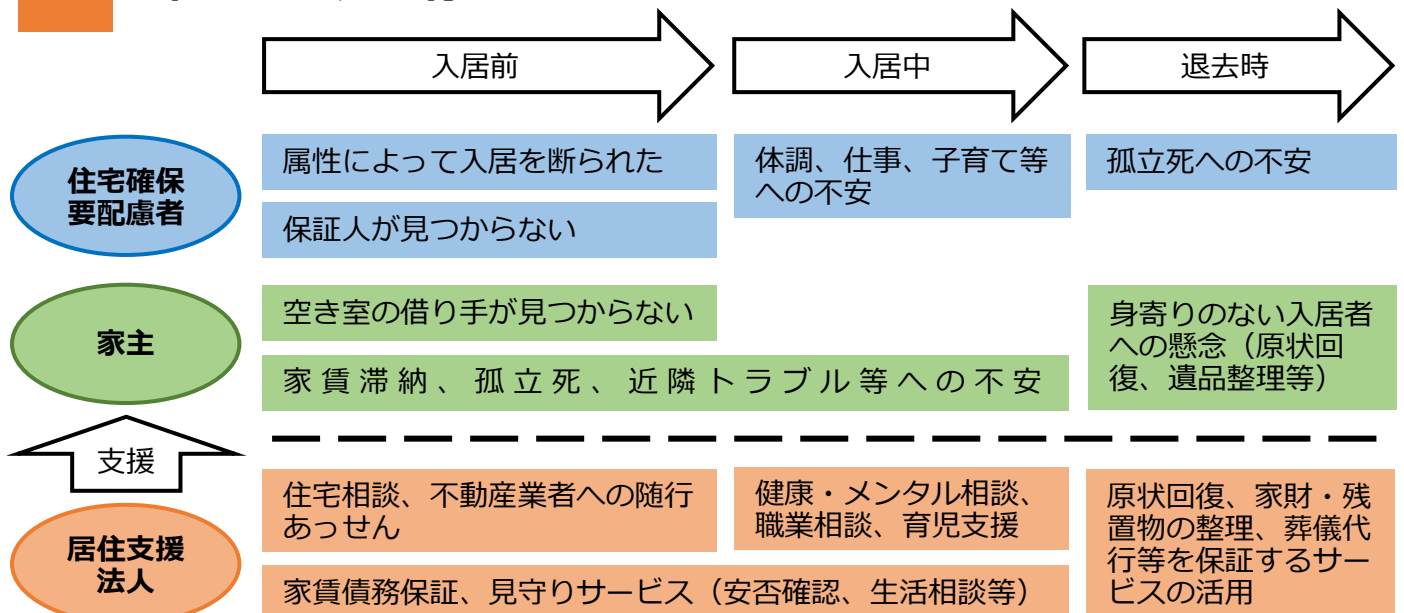 入居前
入居中
退去時
住宅確保
要配慮者
属性によって入居を断られた
保証人が見つからない
体調、仕事、子育て等
への不安
孤立死への不安
家主
空き室の借り手が見つからない
家賃滞納、孤立死、近隣トラブル等への不安
身寄りのない入居者
への懸念（原状回
復、遺品整理等）
支援
居住支援
法人
住宅相談、不動産業者への随行
あっせん
家賃債務保証、見守りサービス（安否確認、生活相談等）
健康・メンタル相談、
職業相談、育児支援
原状回復、家財・残
置物の整理、葬儀代
行等を保証するサー
ビスの活用